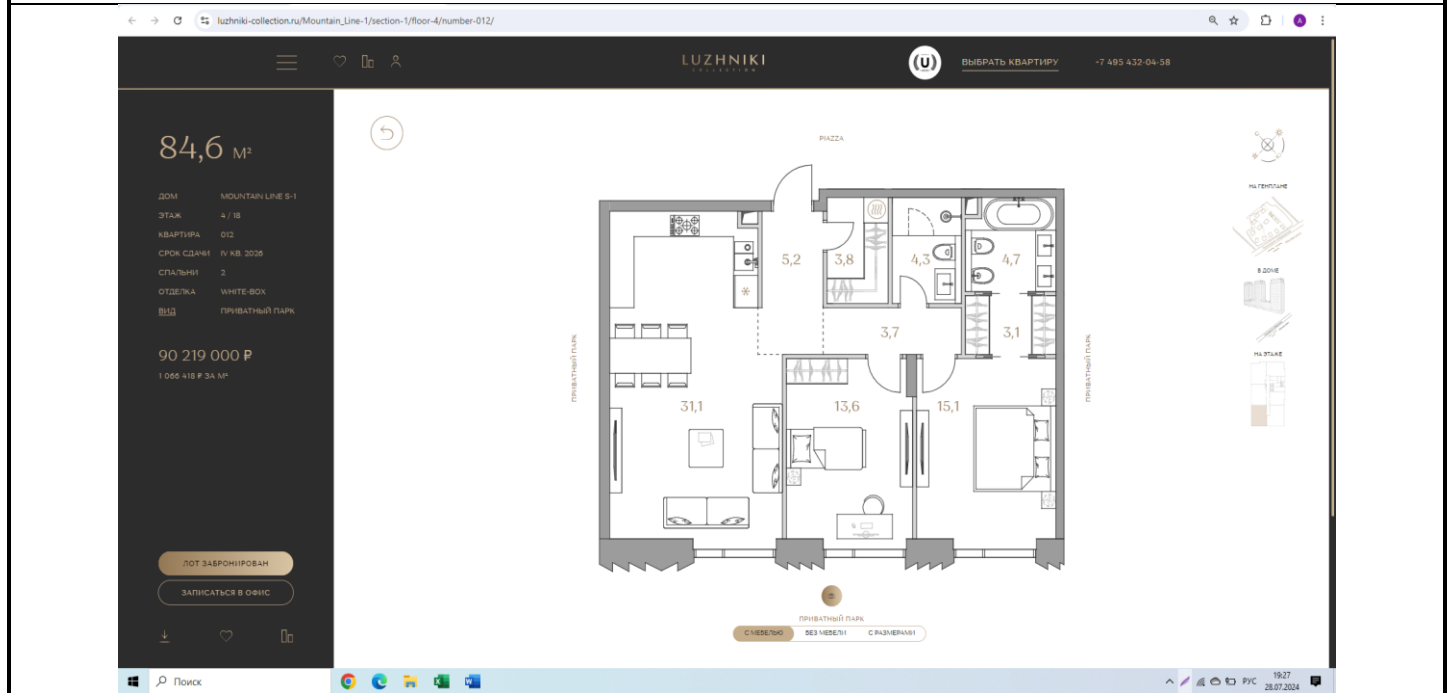 luzhniki-collection.ru/Mountain_Line-1/section-1/floor-4/number-012/
A
LUZHNIKI
COLLECTION
(U)
ВЫБРАТЬ КВАРТИРУ
+7 495 432-04-58
84,6 М²
ДОМ MOUNTAIN LINE S-1
ЭТАЖ 4 / 18
КВАРТИРА 012
СРОК СДАЧИ IV КВ. 2026
СПАЛЬНИ 2
ОТДЕЛКА WHITE-BOX
ВИД ПРИВАТНЫЙ ПАРК
90 219 000 ₽
1 066 418 ₽ ЗА М²
ЛОТ ЗАБРОНИРОВАН
ЗАПИСАТЬСЯ В ОФИС
PIAZZA
5,2
3,8
4,3
4,7
3,7
3,1
31,1
13,6
15,1
ПРИВАТНЫЙ ПАРК
ПРИВАТНЫЙ ПАРК
ПРИВАТНЫЙ ПАРК
С МЕБЕЛЬЮ БЕЗ МЕБЕЛИ С РАЗМЕРАМИ
НА ГЕНПЛАНЕ
В ДОМЕ
НА ЭТАЖЕ
Поиск
РУС
19:27
28.07.2024